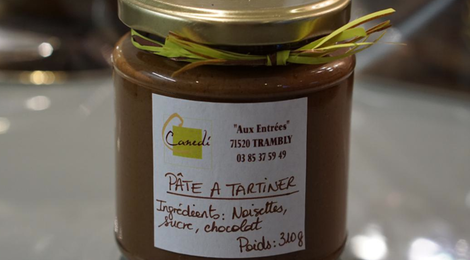 Canedi
"Aux Entrées"
71520 TRAMBLY
03 85 37 59 49
PÂTE A TARTINER
Ingrédients: Noisettes,
sucre, chocolat
Poids: 310g